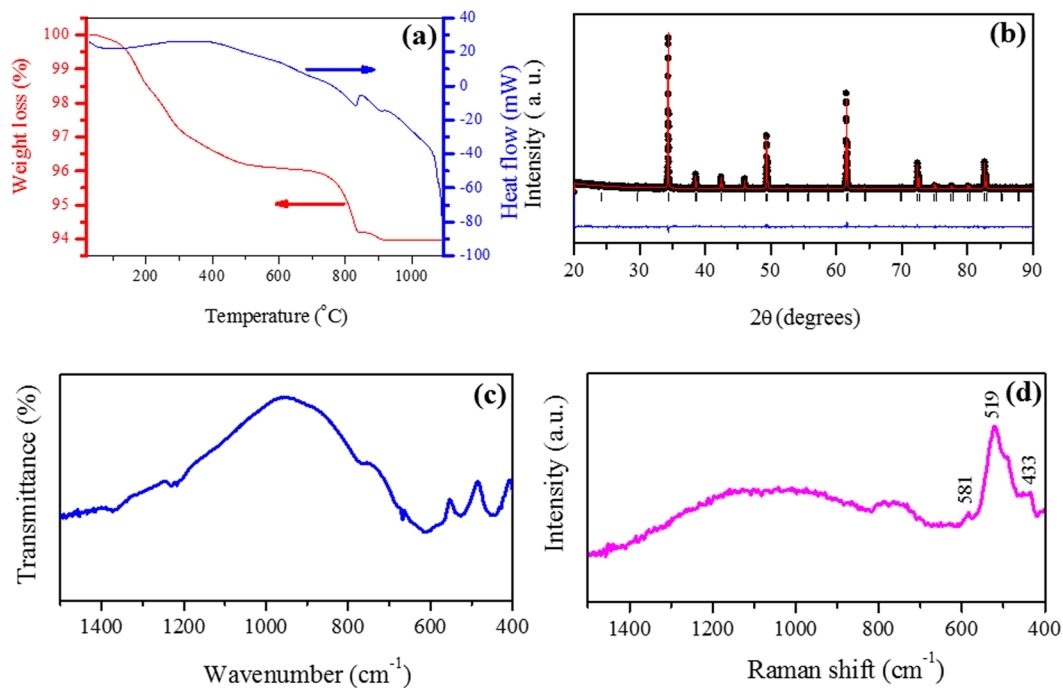 (a)
100
99
98
97
96
95
94
Weight loss (%)
40
20
0
-20
-40
-60
-80
-100
Heat flow (mW)
200 400 600 800 1000
Temperature (°C)
(b)
Intensity ( a. u.)
20 30 40 50 60 70 80 90
2θ (degrees)
(c)
Transmittance (%)
1400 1200 1000 800 600 400
Wavenumber (cm⁻¹)
(d)
519
581
433
Intensity (a.u.)
1400 1200 1000 800 600 400
Raman shift (cm⁻¹)